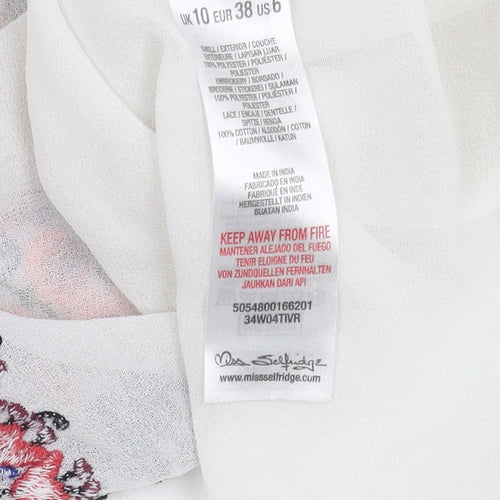 UK 10 EUR 38 US 6
SHELL / EXTERIOR / COUCHE
EXTÉRIEURE / LAPISAN LUAR
100% POLYESTER / POLIÉSTER /
POLYESTER
EMBROIDERY / BORDADO /
BRODERIE / STICKEREI / SULAMAN
100% POLYESTER / POLIÉSTER /
POLYESTER
LACE / ENCAJE / DENTELLE /
SPITZE / RENDA
100% COTTON / ALGODÓN / COTON
/ BAUMWOLLE / KATUN
MADE IN INDIA
FABRICADO EN INDIA
FABRIQUÉ EN INDE
HERGESTELLT IN INDIEN
BUATAN INDIA
KEEP AWAY FROM FIRE
MANTENER ALEJADO DEL FUEGO
TENIR ÉLOIGNE DU FEU
VON ZUNDQUELLEN FERNHALTEN
JAUHKAN DARI API
5054800166201
34W04TIVR
Miss Selfridge
www.missselfridge.com